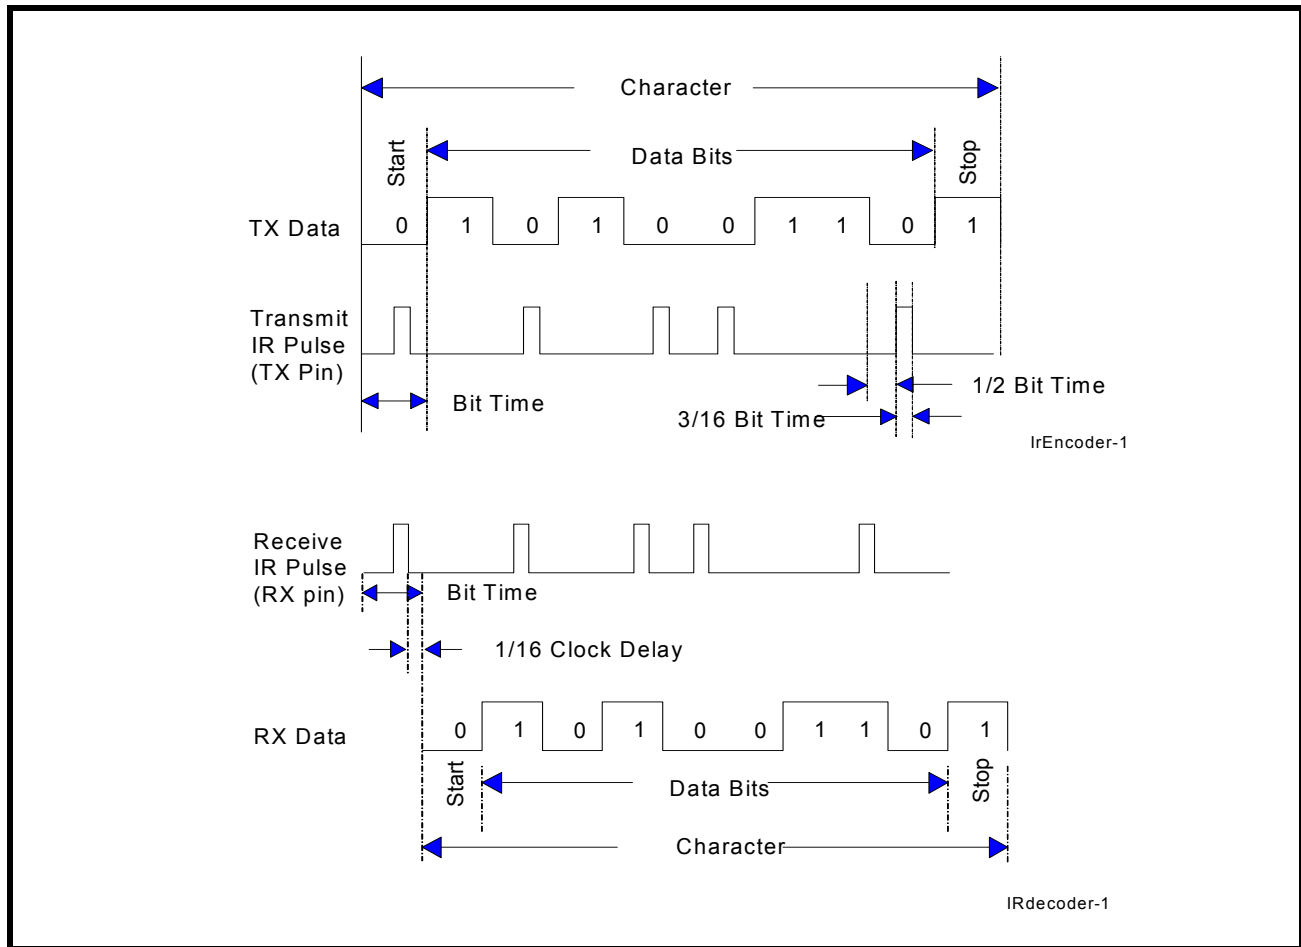 Character
Start
Data Bits
Stop
TX Data 0 1 0 1 0 0 1 1 0 1
Transmit
IR Pulse
(TX Pin)
1/2 Bit Time
Bit Time
3/16 Bit Time
IrEncoder-1
Receive
IR Pulse
(RX pin)
Bit Time
1/16 Clock Delay
RX Data 0 1 0 1 0 0 1 1 0 1
Start
Data Bits
Stop
Character
IRdecoder-1